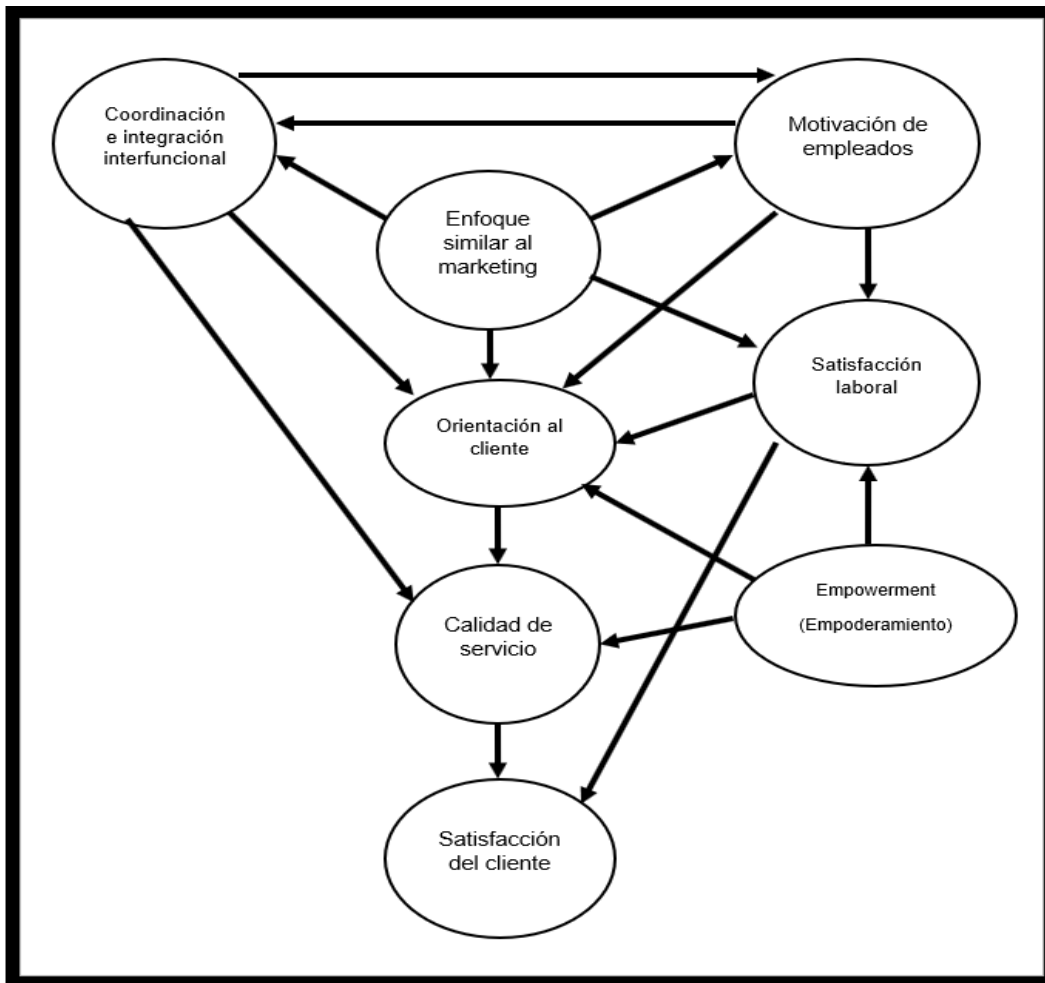 Coordinación
e integración
interfuncional
Motivación de
empleados
Enfoque
similar al
marketing
Satisfacción
laboral
Orientación al
cliente
Empowerment
(Empoderamiento)
Calidad de
servicio
Satisfacción
del cliente